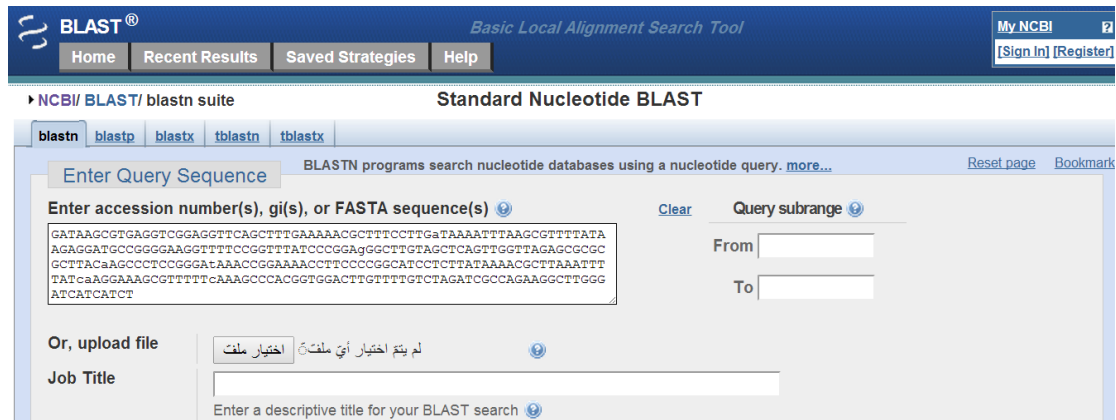 BLAST® Basic Local Alignment Search Tool My NCBI ?
Home Recent Results Saved Strategies Help [Sign In] [Register]
NCBI/ BLAST/ blastn suite Standard Nucleotide BLAST
blastn blastp blastx tblastn tblastx
Enter Query Sequence BLASTN programs search nucleotide databases using a nucleotide query. more... Reset page Bookmark
Enter accession number(s), gi(s), or FASTA sequence(s) ? Clear Query subrange ?
GATAAGCGTGAGGTCGGAGGTTCAGCTTTGAAAAACGCTTTCCTTGaTAAAATTTAAGCGTTTTATA
AGAGGATGCCGGGGAAGGTTTTCCGGTTTATCCCGGAgGGCTTGTAGCTCAGTTGGTTAGAGCGCGC
GCTTACaAGCCCTCCGGGAtAAACCGGAAAACCTTCCCCGGCATCCTCTTATAAAACGCTTAAATTT
TATcaAGGAAAGCGTTTTTcAAAGCCCACGGTGGACTTGTTTTGTCTAGATCGCCAGAAGGCTTGGG
ATCATCATCT
From
To
Or, upload file اختيار ملفت لم يتمّ اختيار أيّ ملفتّ ?
Job Title
Enter a descriptive title for your BLAST search ?